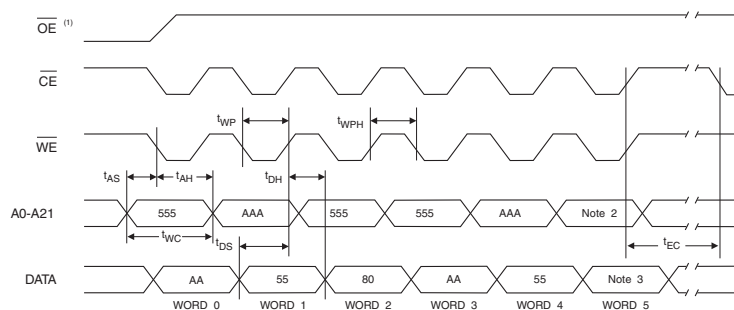 OE (1)
CE
tWP
tWPH
WE
tAS
tAH
tDH
A0-A21
555
AAA
555
555
AAA
Note 2
tWC
tDS
tEC
DATA
AA
55
80
AA
55
Note 3
WORD 0
WORD 1
WORD 2
WORD 3
WORD 4
WORD 5